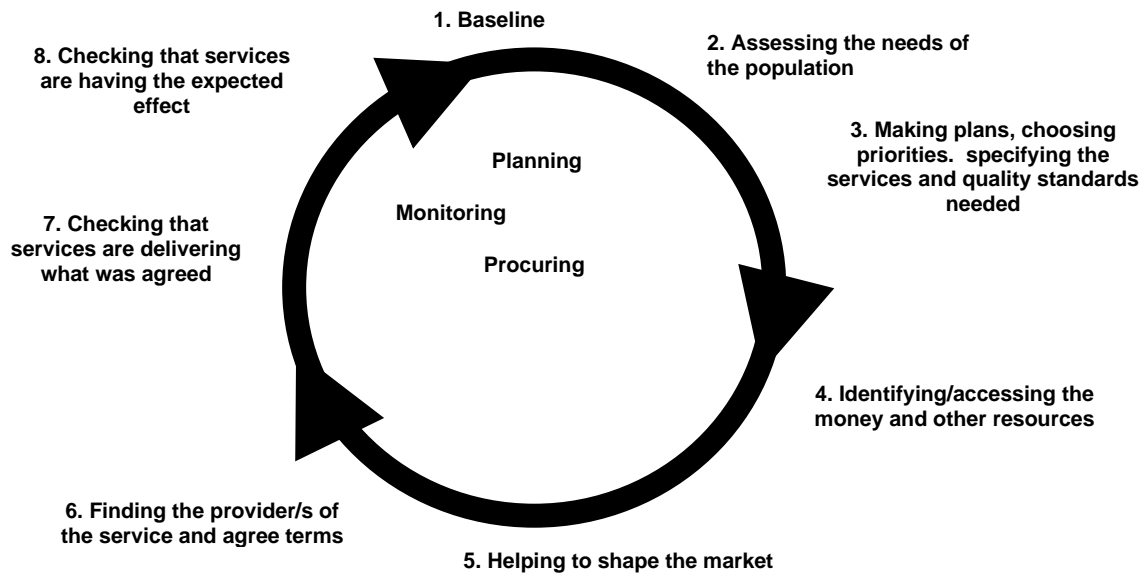 1. Baseline
2. Assessing the needs of
the population
3. Making plans, choosing
priorities.  specifying the
services and quality standards
needed
4. Identifying/accessing the
money and other resources
5. Helping to shape the market
6. Finding the provider/s of
the service and agree terms
7. Checking that
services are delivering
what was agreed
8. Checking that services
are having the expected
effect
Planning
Monitoring
Procuring